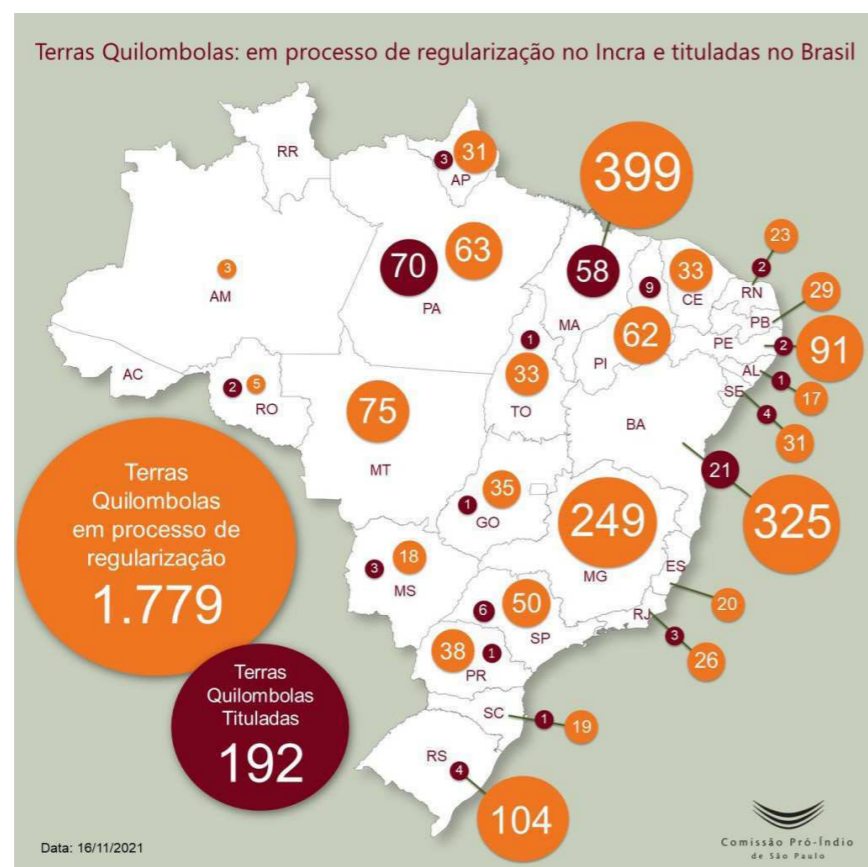 Terras Quilombolas: em processo de regularização no Incra e tituladas no Brasil
RR
3
31
AP
399
3
AM
70
63
PA
58
MA
9
33
CE
23
2
RN
29
PB
PE
2
91
62
PI
1
33
TO
AL
1
17
SE
4
31
AC
2
5
RO
75
MT
BA
21
325
Terras
Quilombolas
em processo de
regularização
1.779
1
35
GO
249
MG
ES
20
3
18
MS
6
50
SP
RJ
3
26
38
1
PR
Terras
Quilombolas
Tituladas
192
SC
1
19
RS
4
104
Data: 16/11/2021
Comissão Pró-Índio
de São Paulo